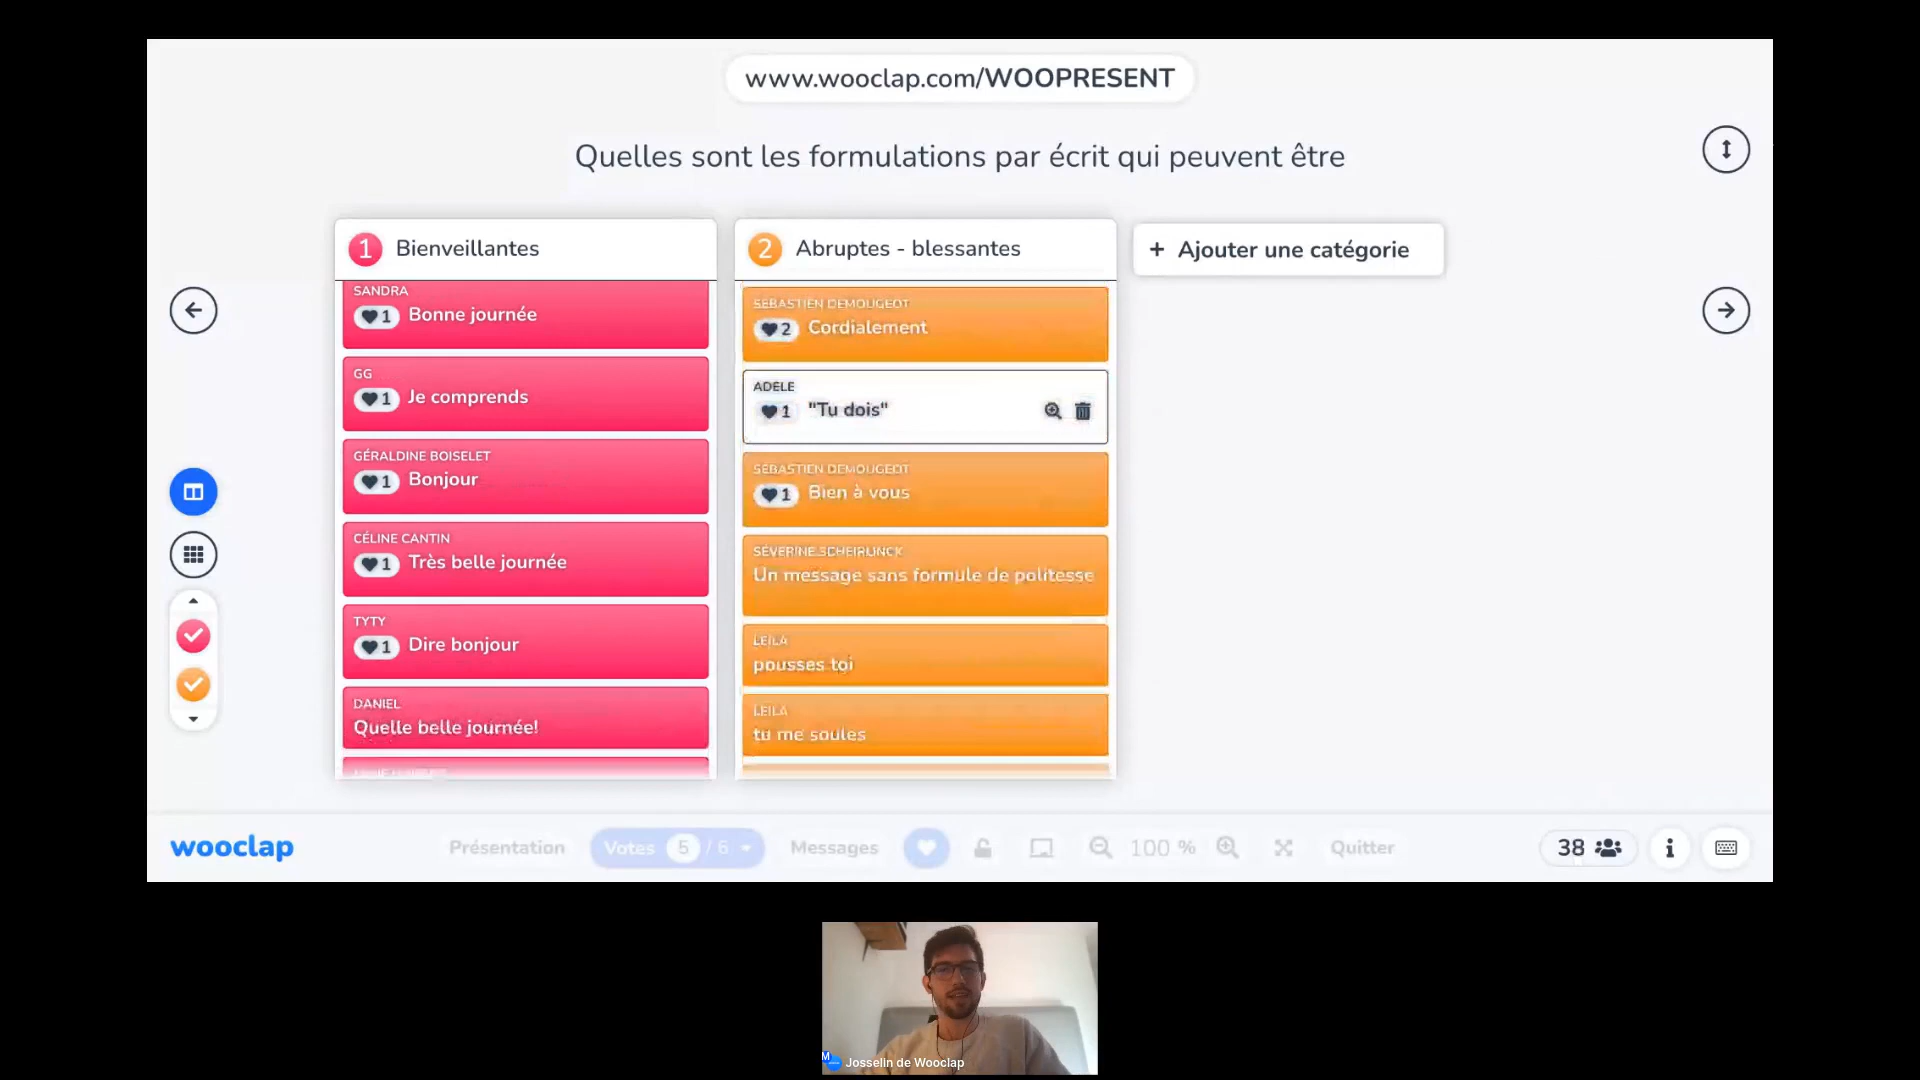 www.wooclap.com/WOOPRESENT
Quelles sont les formulations par écrit qui peuvent être
1 Bienveillantes
SANDRA
1 Bonne journée
GG
1 Je comprends
GÉRALDINE BOISELET
1 Bonjour
CÉLINE CANTIN
1 Très belle journée
TYTY
1 Dire bonjour
DANIEL
Quelle belle journée!
2 Abruptes - blessantes
SÉBASTIEN DEMOUGEOT
2 Cordialement
ADÈLE
1 "Tu dois"
SÉBASTIEN DEMOUGEOT
1 Bien à vous
SÉVERINE SCHEIRLINCK
Un message sans formule de politesse
LEILA
pousses toi
LEILA
tu me soules
+ Ajouter une catégorie
wooclap
Présentation
Votes 5 / 6
Messages
100 %
Quitter
38
i
M
Josselin de Wooclap